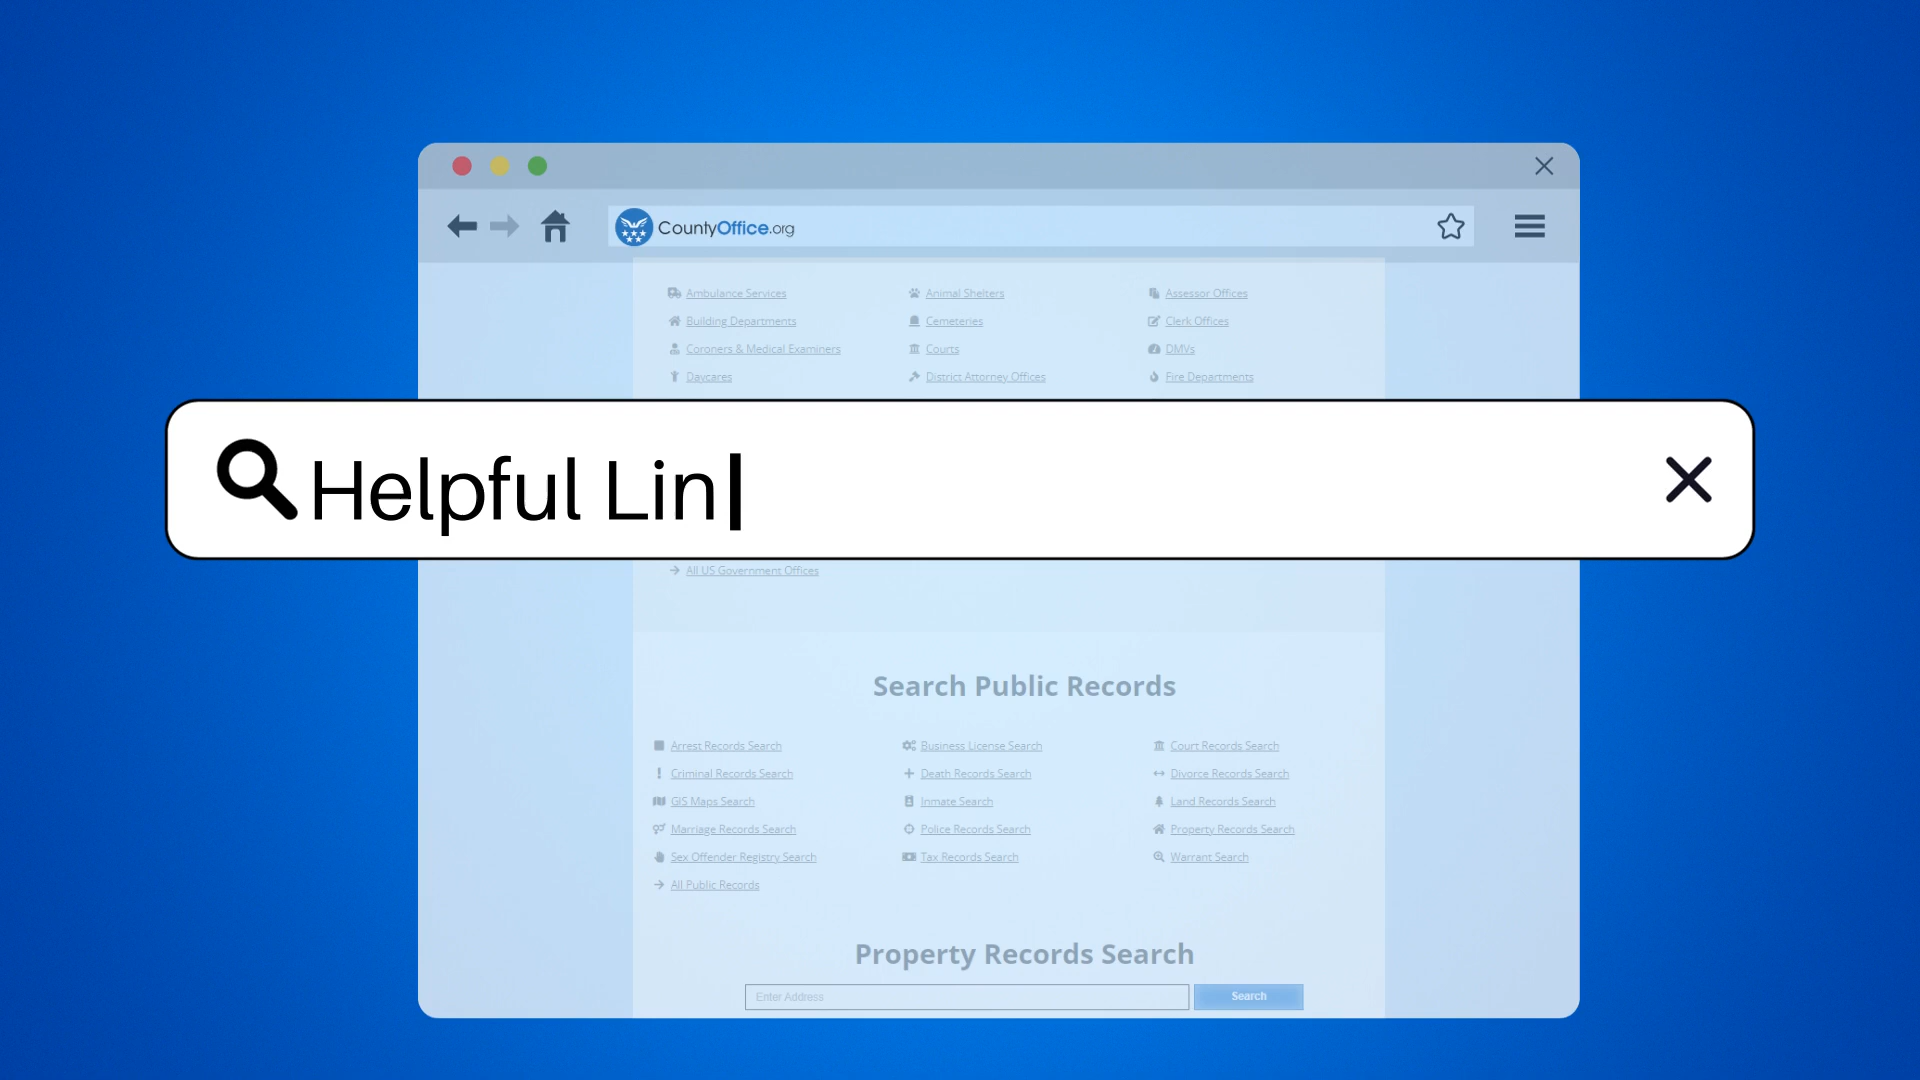 CountyOffice.org
Ambulance Services Animal Shelters Assessor Offices
Building Departments Cemeteries Clerk Offices
Coroners & Medical Examiners Courts DMVs
Daycares District Attorney Offices Fire Departments
Helpful Lin
All US Government Offices
Search Public Records
Arrest Records Search Business License Search Court Records Search
Criminal Records Search Death Records Search Divorce Records Search
GIS Maps Search Inmate Search Land Records Search
Marriage Records Search Police Records Search Property Records Search
Sex Offender Registry Search Tax Records Search Warrant Search
All Public Records
Property Records Search
Enter Address Search